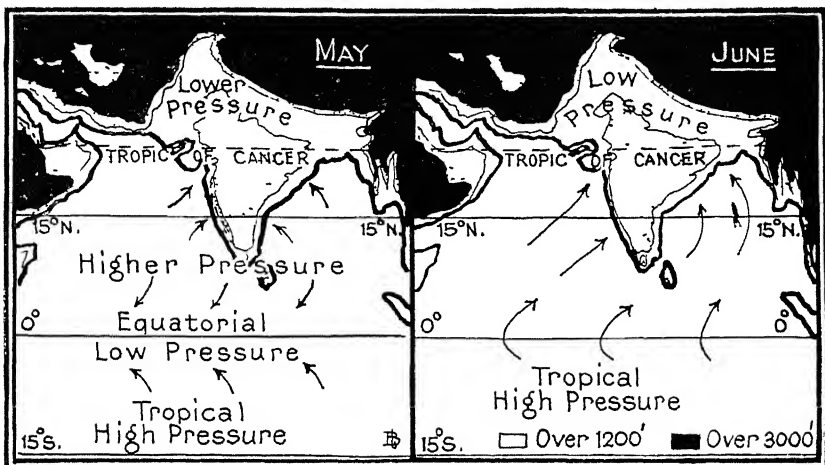 MAY
Lower
Pressure
TROPIC OF CANCER
15°N.
15°N.
Higher Pressure
0°
Equatorial
Low Pressure
Tropical
High Pressure
15°S.
JUNE
Low
Pressure
TROPIC OF CANCER
15°N.
15°N.
0°
0°
Tropical
High Pressure
15°S.
Over 1200'
Over 3000'